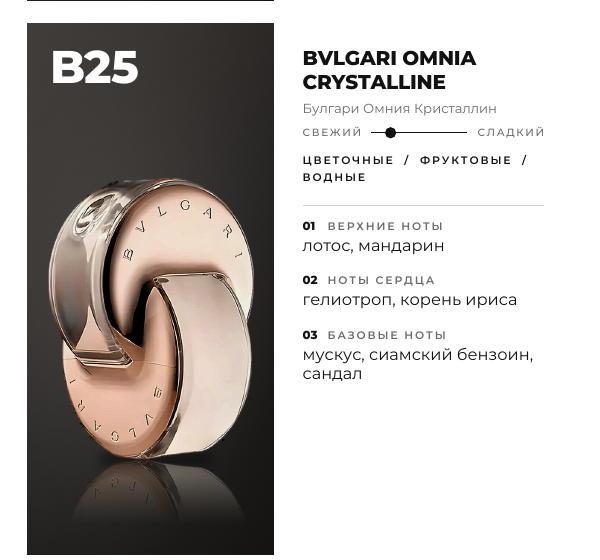 B25
BVLGARI
BVLGARI
BVLGARI OMNIA
CRYSTALLINE
Булгари Омния Кристаллин
СВЕЖИЙ СЛАДКИЙ
ЦВЕТОЧНЫЕ / ФРУКТОВЫЕ /
ВОДНЫЕ
01 ВЕРХНИЕ НОТЫ
лотос, мандарин
02 НОТЫ СЕРДЦА
гелиотроп, корень ириса
03 БАЗОВЫЕ НОТЫ
мускус, сиамский бензоин,
сандал